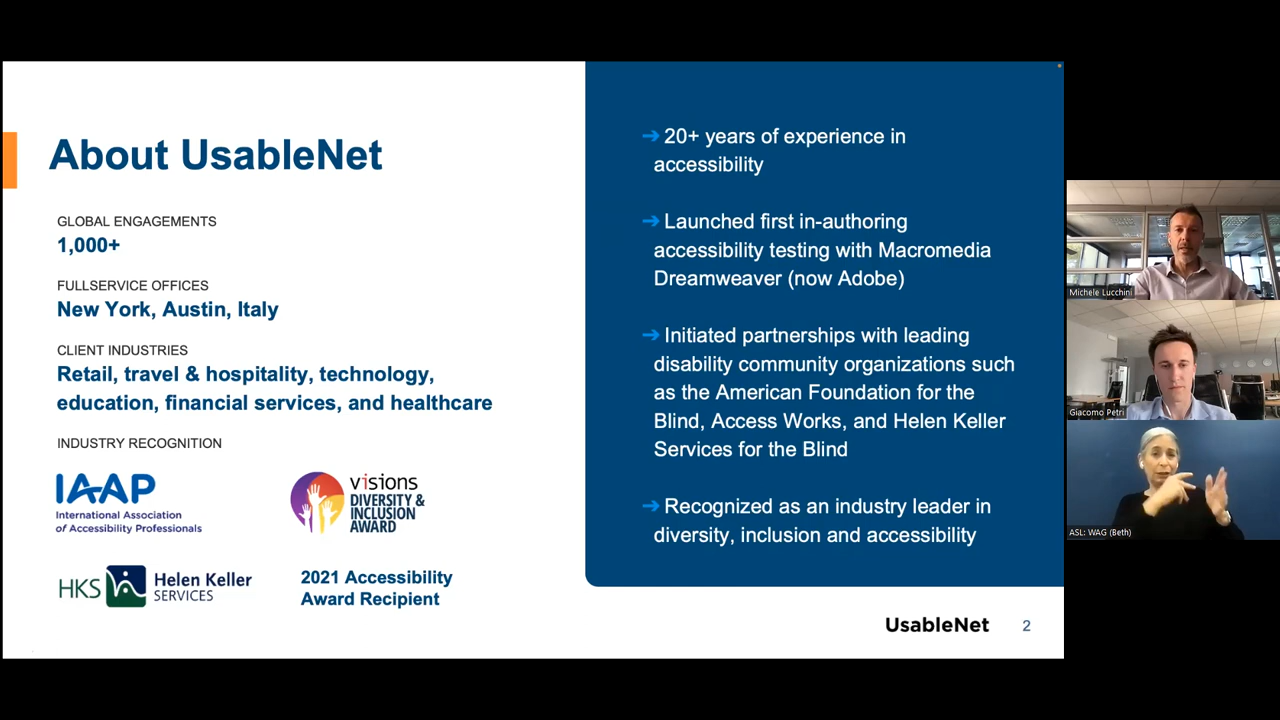 About UsableNet
GLOBAL ENGAGEMENTS
1,000+
FULLSERVICE OFFICES
New York, Austin, Italy
CLIENT INDUSTRIES
Retail, travel & hospitality, technology,
education, financial services, and healthcare
INDUSTRY RECOGNITION
IAAP
International Association
of Accessibility Professionals
visions
DIVERSITY &
INCLUSION
AWARD
HKS Helen Keller
SERVICES
2021 Accessibility
Award Recipient
→ 20+ years of experience in
accessibility
→ Launched first in-authoring
accessibility testing with Macromedia
Dreamweaver (now Adobe)
→ Initiated partnerships with leading
disability community organizations such
as the American Foundation for the
Blind, Access Works, and Helen Keller
Services for the Blind
→ Recognized as an industry leader in
diversity, inclusion and accessibility
UsableNet 2
Michele Lucchini
Giacomo Petri
ASL: WAG (Beth)